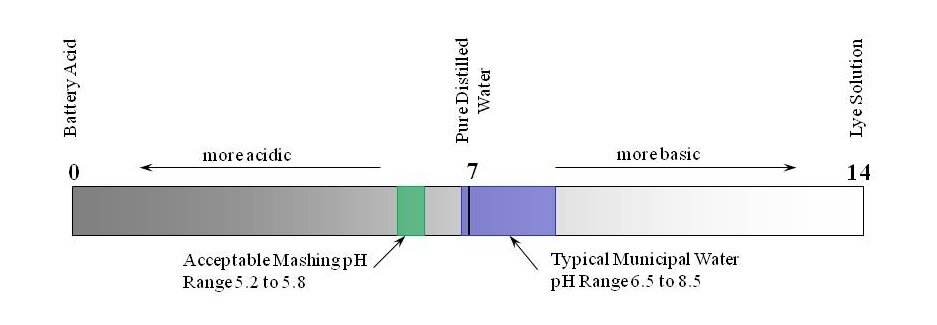 Battery Acid
Pure Distilled
Water
Lye Solution
more acidic
more basic
0
7
14
Acceptable Mashing pH
Range 5.2 to 5.8
Typical Municipal Water
pH Range 6.5 to 8.5